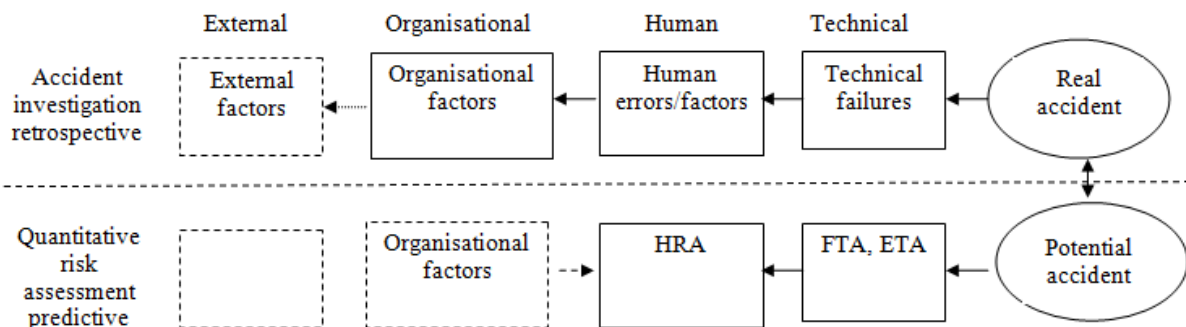 External Organisational Human Technical
Accident
investigation
retrospective
External
factors
Organisational
factors
Human
errors/factors
Technical
failures
Real
accident
Quantitative
risk
assessment
predictive
Organisational
factors
HRA
FTA, ETA
Potential
accident